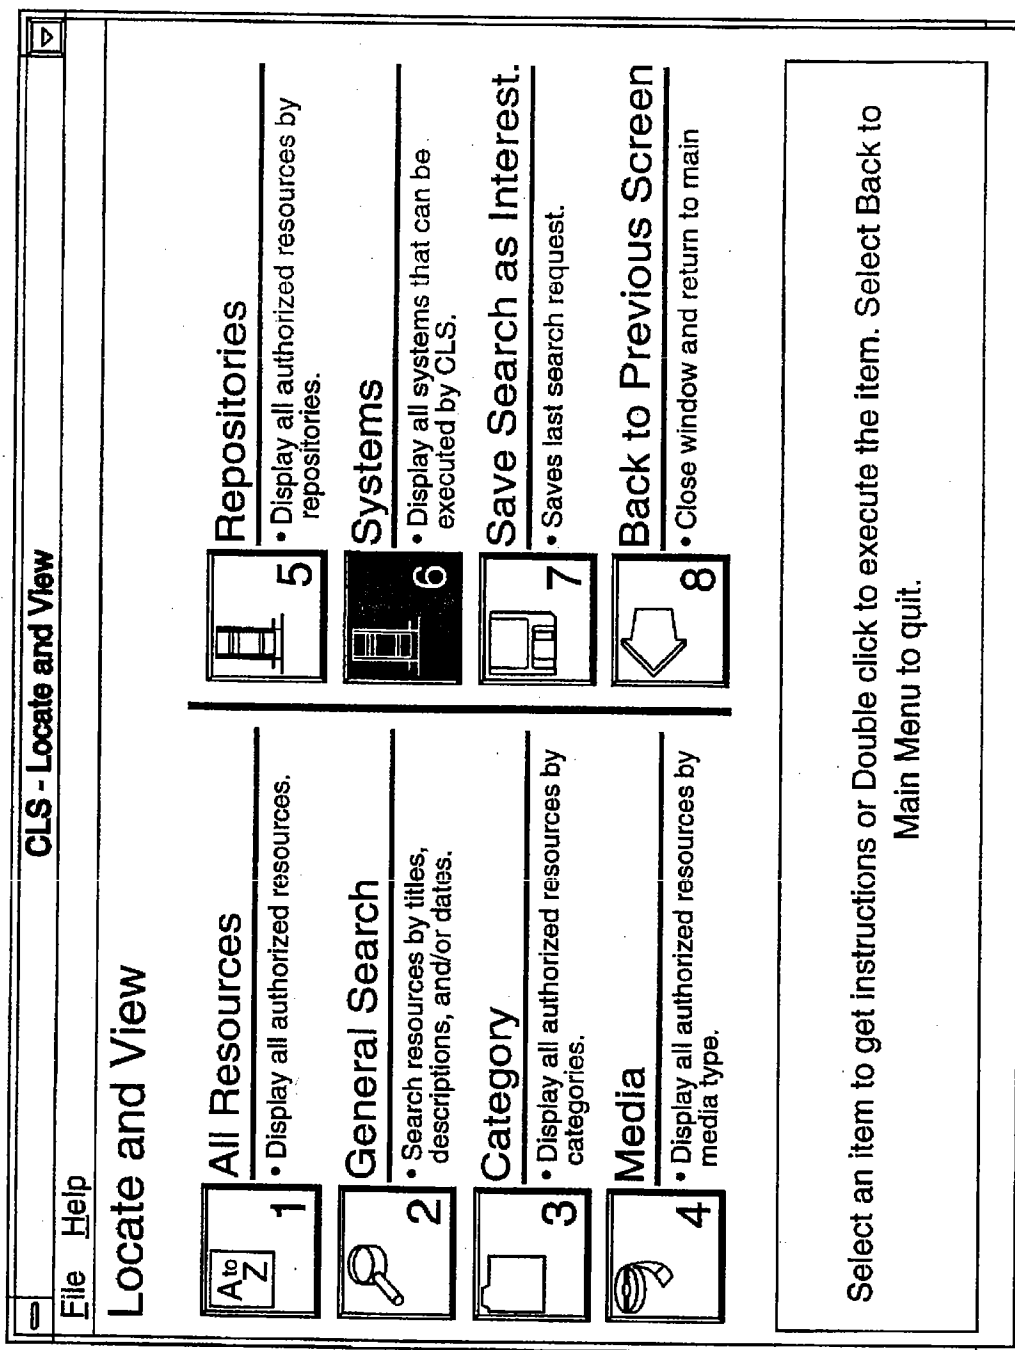 CLS - Locate and View
File Help
Locate and View
A to Z
1
All Resources
• Display all authorized resources.
2
General Search
• Search resources by titles,
descriptions, and/or dates.
3
Category
• Display all authorized resources by
categories.
4
Media
• Display all authorized resources by
media type.
5
Repositories
• Display all authorized resources by
repositories.
6
Systems
• Display all systems that can be
executed by CLS.
7
Save Search as Interest.
• Saves last search request.
8
Back to Previous Screen
• Close window and return to main
Select an item to get instructions or Double click to execute the item. Select Back to
Main Menu to quit.